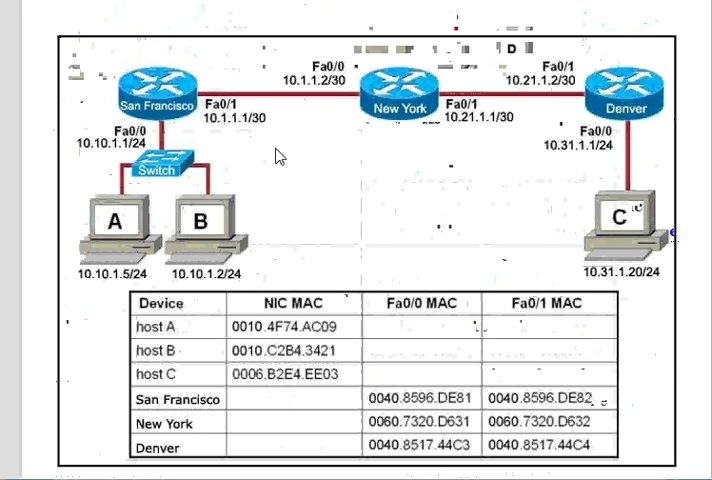 D
Fa0/0
10.1.1.2/30
Fa0/1
10.21.1.2/30
San Francisco
Fa0/1
10.1.1.1/30
New York
Fa0/1
10.21.1.1/30
Denver
Fa0/0
10.10.1.1/24
Fa0/0
10.31.1.1/24
Switch
A
B
C
10.10.1.5/24
10.10.1.2/24
10.31.1.20/24
Device NIC MAC Fa0/0 MAC Fa0/1 MAC
host A 0010.4F74.AC09
host B 0010.C2B4.3421
host C 0006.B2E4.EE03
San Francisco 0040.8596.DE81 0040.8596.DE82
New York 0060.7320.D631 0060.7320.D632
Denver 0040.8517.44C3 0040.8517.44C4